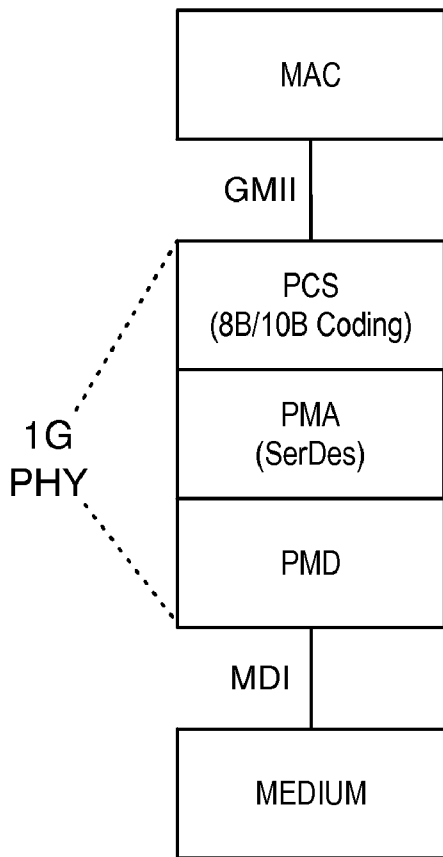 MAC
GMII
PCS
(8B/10B Coding)
PMA
(SerDes)
1G
PHY
PMD
MDI
MEDIUM